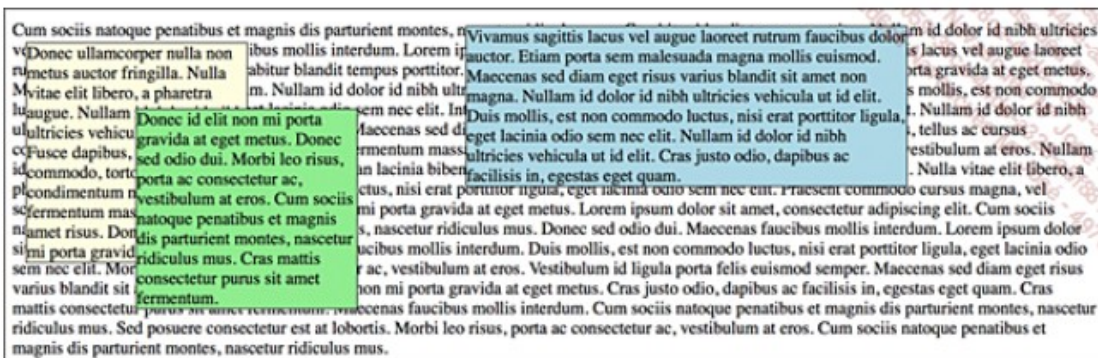 Cum sociis natoque penatibus et magnis dis parturient montes, id dolor id nibh ultricies
mollis interdum. Lorem lacus vel augue laoreet
blandit tempus porttitor. gravida at eget metus.
Nullam id dolor id nibh mollis, est non commodo
sem nec elit. Nullam id dolor id nibh
Maecenas sed tellus ac cursus
at eros. Nullam
lacinia Nulla vitae elit libero, a
nisi erat porttitor ligula, eget lacinia odio sem nec elit. Praesent commodo cursus magna, vel
mi porta gravida at eget metus. Lorem ipsum dolor sit amet, consectetur adipiscing elit. Cum sociis
nascetur ridiculus mus. Donec sed odio dui. Maecenas faucibus mollis interdum. Lorem ipsum dolor
mollis interdum. Duis mollis, est non commodo luctus, nisi erat porttitor ligula, eget lacinia odio
sem nec elit. ac, vestibulum at eros. Vestibulum id ligula porta felis euismod semper. Maecenas sed diam eget risus
varius blandit sit non mi porta gravida at eget metus. Cras justo odio, dapibus ac facilisis in, egestas eget quam. Cras
mattis consectetur purus sit amet fermentum. faucibus mollis interdum. Cum sociis natoque penatibus et magnis dis parturient montes, nascetur
ridiculus mus. Sed posuere consectetur est at lobortis. Morbi leo risus, porta ac consectetur ac, vestibulum at eros. Cum sociis natoque penatibus et
magnis dis parturient montes, nascetur ridiculus mus.
Donec ullamcorper nulla non
metus auctor fringilla. Nulla
vitae elit libero, a pharetra
augue. Nullam
ultricies
Fusce dapibus,
commodo,
condimentum
fermentum
amet risus.
mi porta
Donec id elit non mi porta
gravida at eget metus. Donec
sed odio dui. Morbi leo risus,
porta ac consectetur ac,
vestibulum at eros. Cum sociis
natoque penatibus et magnis
dis parturient montes, nascetur
ridiculus mus. Cras mattis
consectetur purus sit amet
fermentum.
Vivamus sagittis lacus vel augue laoreet rutrum faucibus dolor
auctor. Etiam porta sem malesuada magna mollis euismod.
Maecenas sed diam eget risus varius blandit sit amet non
magna. Nullam id dolor id nibh ultricies vehicula ut id elit.
Duis mollis, est non commodo luctus, nisi erat porttitor ligula,
eget lacinia odio sem nec elit. Nullam id dolor id nibh
ultricies vehicula ut id elit. Cras justo odio, dapibus ac
facilisis in, egestas eget quam.